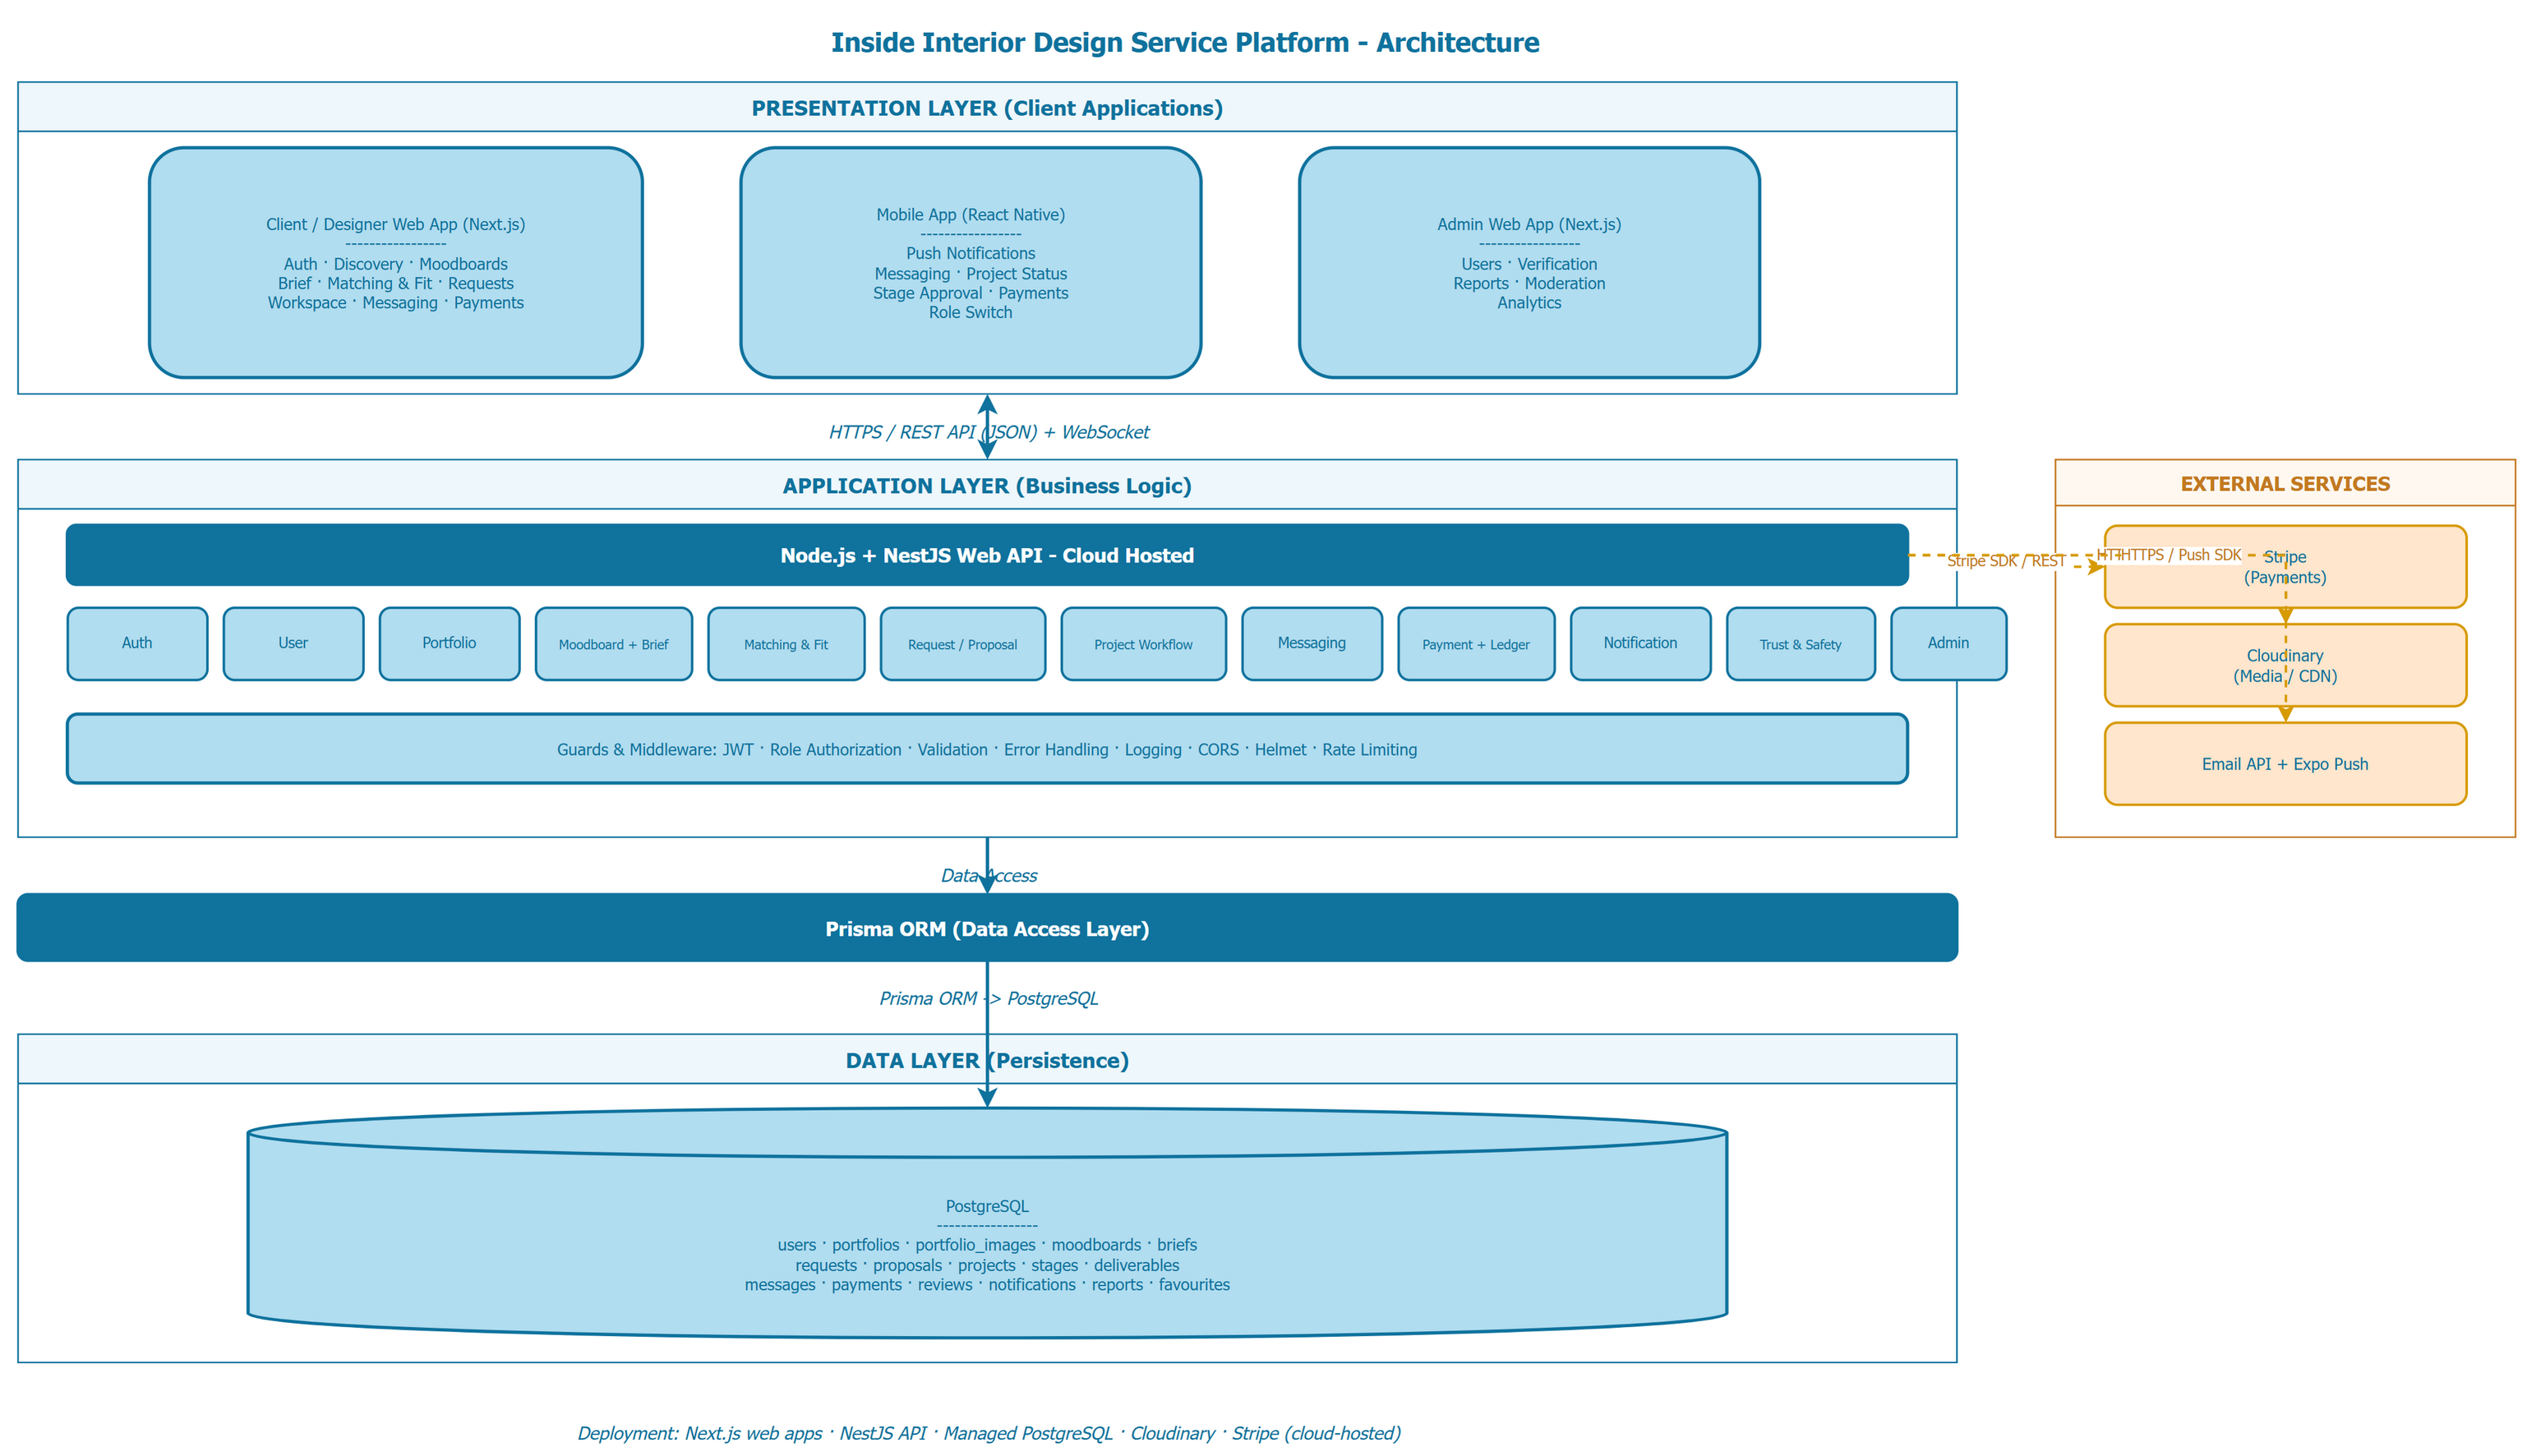 Inside Interior Design Service Platform - Architecture
PRESENTATION LAYER (Client Applications)
Client / Designer Web App (Next.js)
-----------------
Auth · Discovery · Moodboards
Brief · Matching & Fit · Requests
Workspace · Messaging · Payments
Mobile App (React Native)
-----------------
Push Notifications
Messaging · Project Status
Stage Approval · Payments
Role Switch
Admin Web App (Next.js)
-----------------
Users · Verification
Reports · Moderation
Analytics
HTTPS / REST API (JSON) + WebSocket
APPLICATION LAYER (Business Logic)
Node.js + NestJS Web API - Cloud Hosted
Auth
User
Portfolio
Moodboard + Brief
Matching & Fit
Request / Proposal
Project Workflow
Messaging
Payment + Ledger
Notification
Trust & Safety
Admin
Guards & Middleware: JWT · Role Authorization · Validation · Error Handling · Logging · CORS · Helmet · Rate Limiting
EXTERNAL SERVICES
Stripe SDK / REST
HTTPS / Push SDK
Stripe
(Payments)
Cloudinary
(Media / CDN)
Email API + Expo Push
Data Access
Prisma ORM (Data Access Layer)
Prisma ORM -> PostgreSQL
DATA LAYER (Persistence)
PostgreSQL
-----------------
users · portfolios · portfolio_images · moodboards · briefs
requests · proposals · projects · stages · deliverables
messages · payments · reviews · notifications · reports · favourites
Deployment: Next.js web apps · NestJS API · Managed PostgreSQL · Cloudinary · Stripe (cloud-hosted)